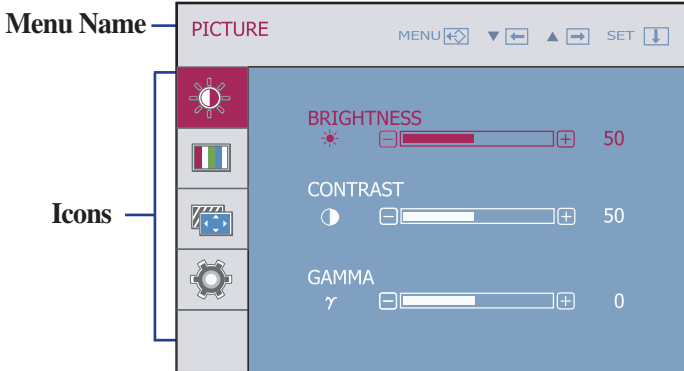 Menu Name
PICTURE MENU ▼ ▲ SET
BRIGHTNESS
50
CONTRAST
50
Icons
GAMMA
γ 0